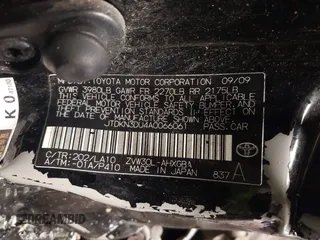 MFD.BY:TOYOTA MOTOR CORPORATION 09/09
GVWR 3980LB GAWR FR 2270LB RR 2175LB
THIS VEHICLE CONFORMS TO ALL APPLICABLE
FEDERAL MOTOR VEHICLE SAFETY, BUMPER, AND
THEFT PREVENTION STANDARDS IN EFFECT ON
THE DATE OF MANUFACTURE SHOWN ABOVE.
JTDKN3DU4A0066061 PASS.CAR
C/TR:202/LA10 ZVW30L-AHXGBA
A/TM:-01A/P410 MADE IN JAPAN 837 A
K 0